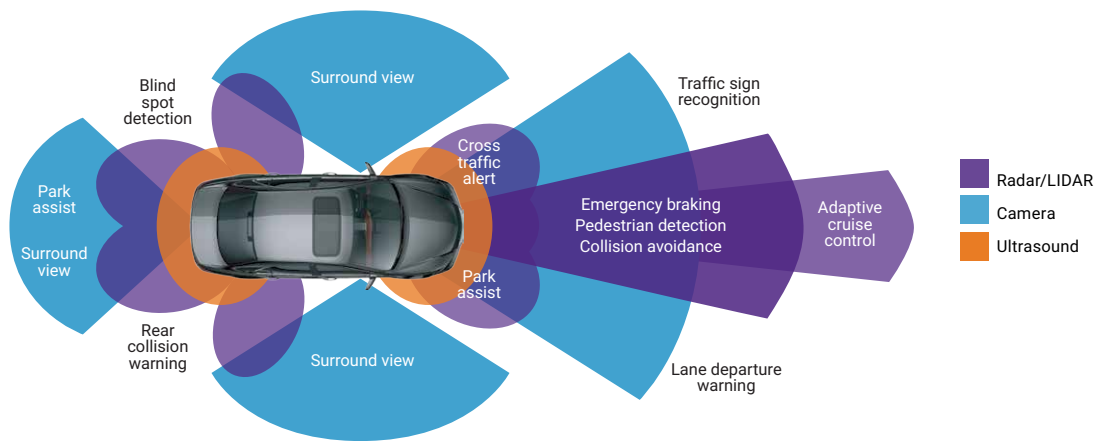 Surround view
Blind
spot
detection
Traffic sign
recognition
Cross
traffic
alert
Park
assist
Surround
view
Emergency braking
Pedestrian detection
Collision avoidance
Adaptive
cruise
control
Radar/LIDAR
Camera
Ultrasound
Park
assist
Rear
collision
warning
Surround view
Lane departure
warning